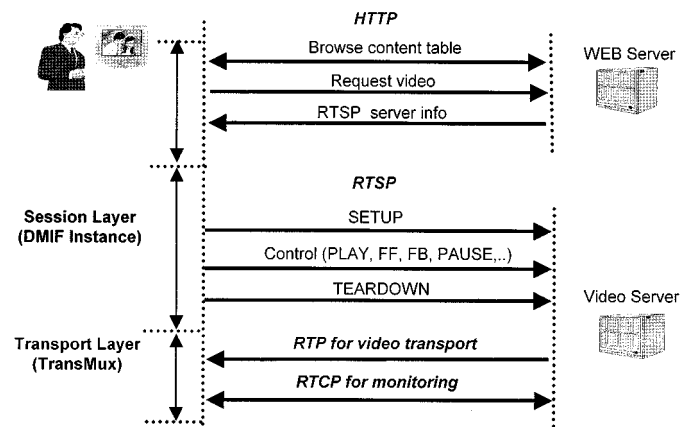 HTTP
Browse content table
WEB Server
Request video
RTSP server info
RTSP
Session Layer
(DMIF Instance)
SETUP
Control (PLAY, FF, FB, PAUSE,..)
TEARDOWN
Video Server
Transport Layer
(TransMux)
RTP for video transport
RTCP for monitoring